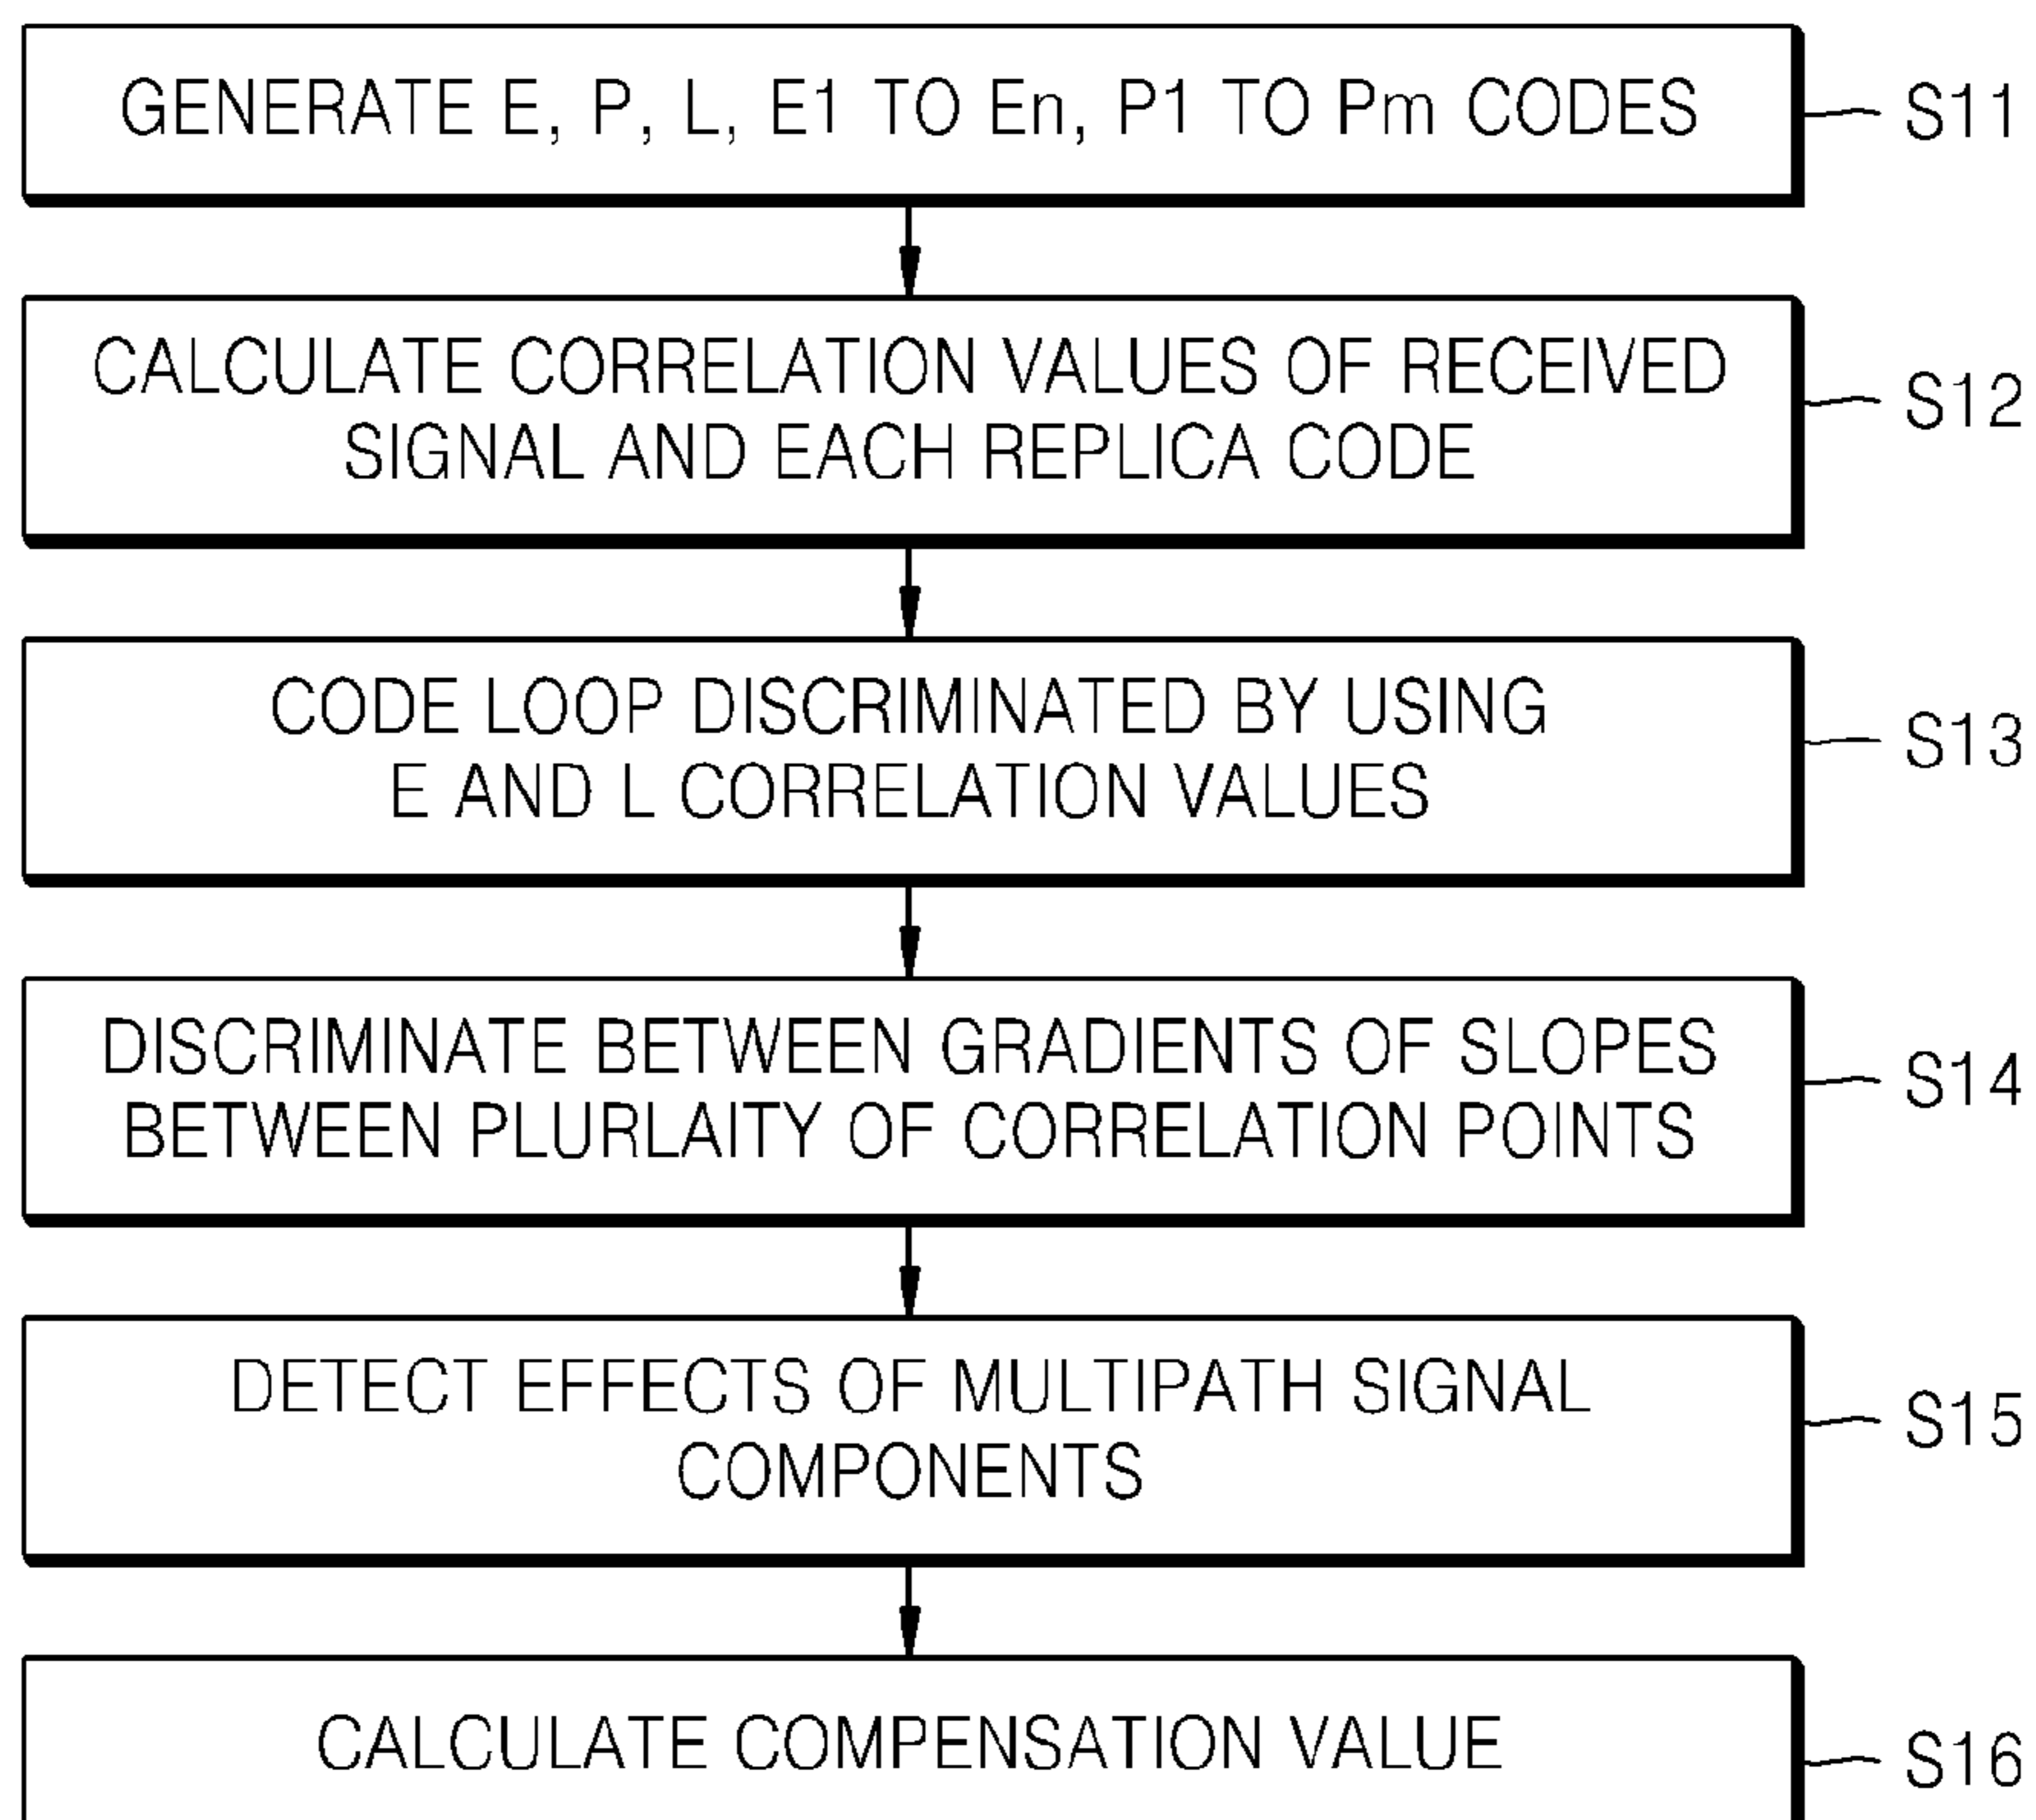 GENERATE E, P, L, E1 TO En, P1 TO Pm CODES
S11
CALCULATE CORRELATION VALUES OF RECEIVED
SIGNAL AND EACH REPLICA CODE
S12
CODE LOOP DISCRIMINATED BY USING
E AND L CORRELATION VALUES
S13
DISCRIMINATE BETWEEN GRADIENTS OF SLOPES
BETWEEN PLURLAITY OF CORRELATION POINTS
S14
DETECT EFFECTS OF MULTIPATH SIGNAL
COMPONENTS
S15
CALCULATE COMPENSATION VALUE
S16